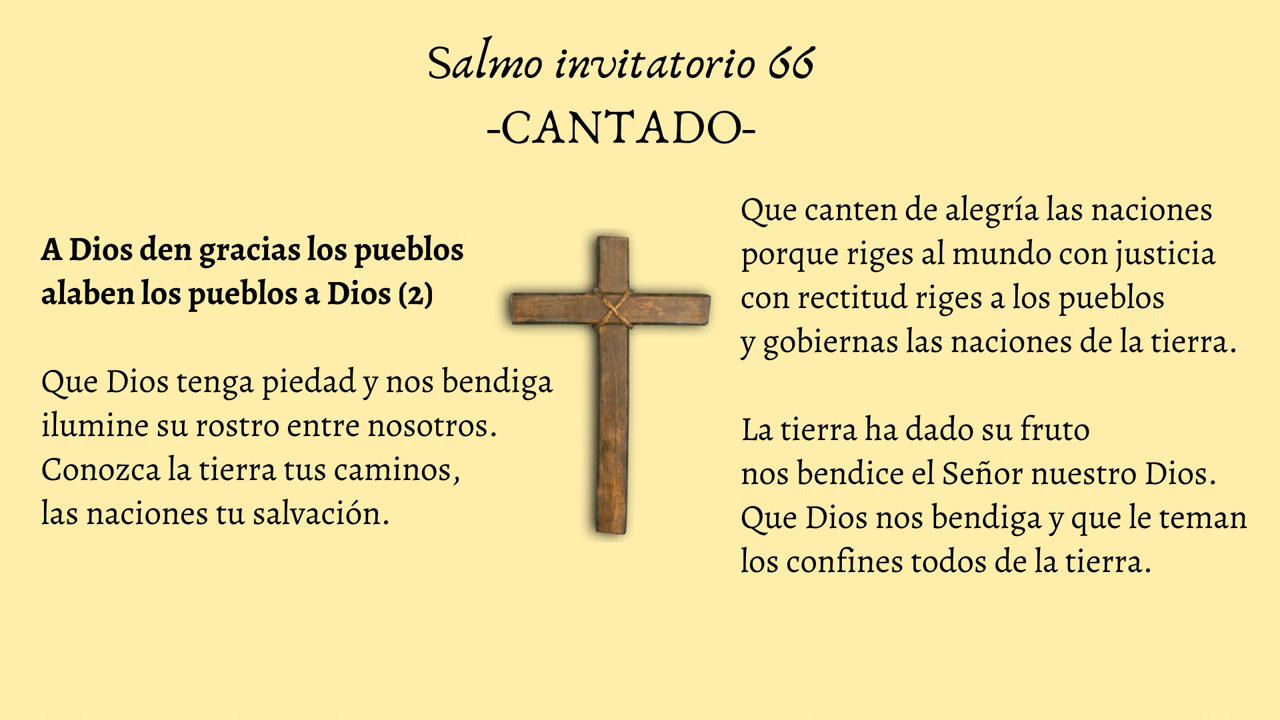 Salmo invitatorio 66
-CANTADO-
A Dios den gracias los pueblos
alaben los pueblos a Dios (2)
Que Dios tenga piedad y nos bendiga
ilumine su rostro entre nosotros.
Conozca la tierra tus caminos,
las naciones tu salvación.
Que canten de alegría las naciones
porque riges al mundo con justicia
con rectitud riges a los pueblos
y gobiernas las naciones de la tierra.
La tierra ha dado su fruto
nos bendice el Señor nuestro Dios.
Que Dios nos bendiga y que le teman
los confines todos de la tierra.